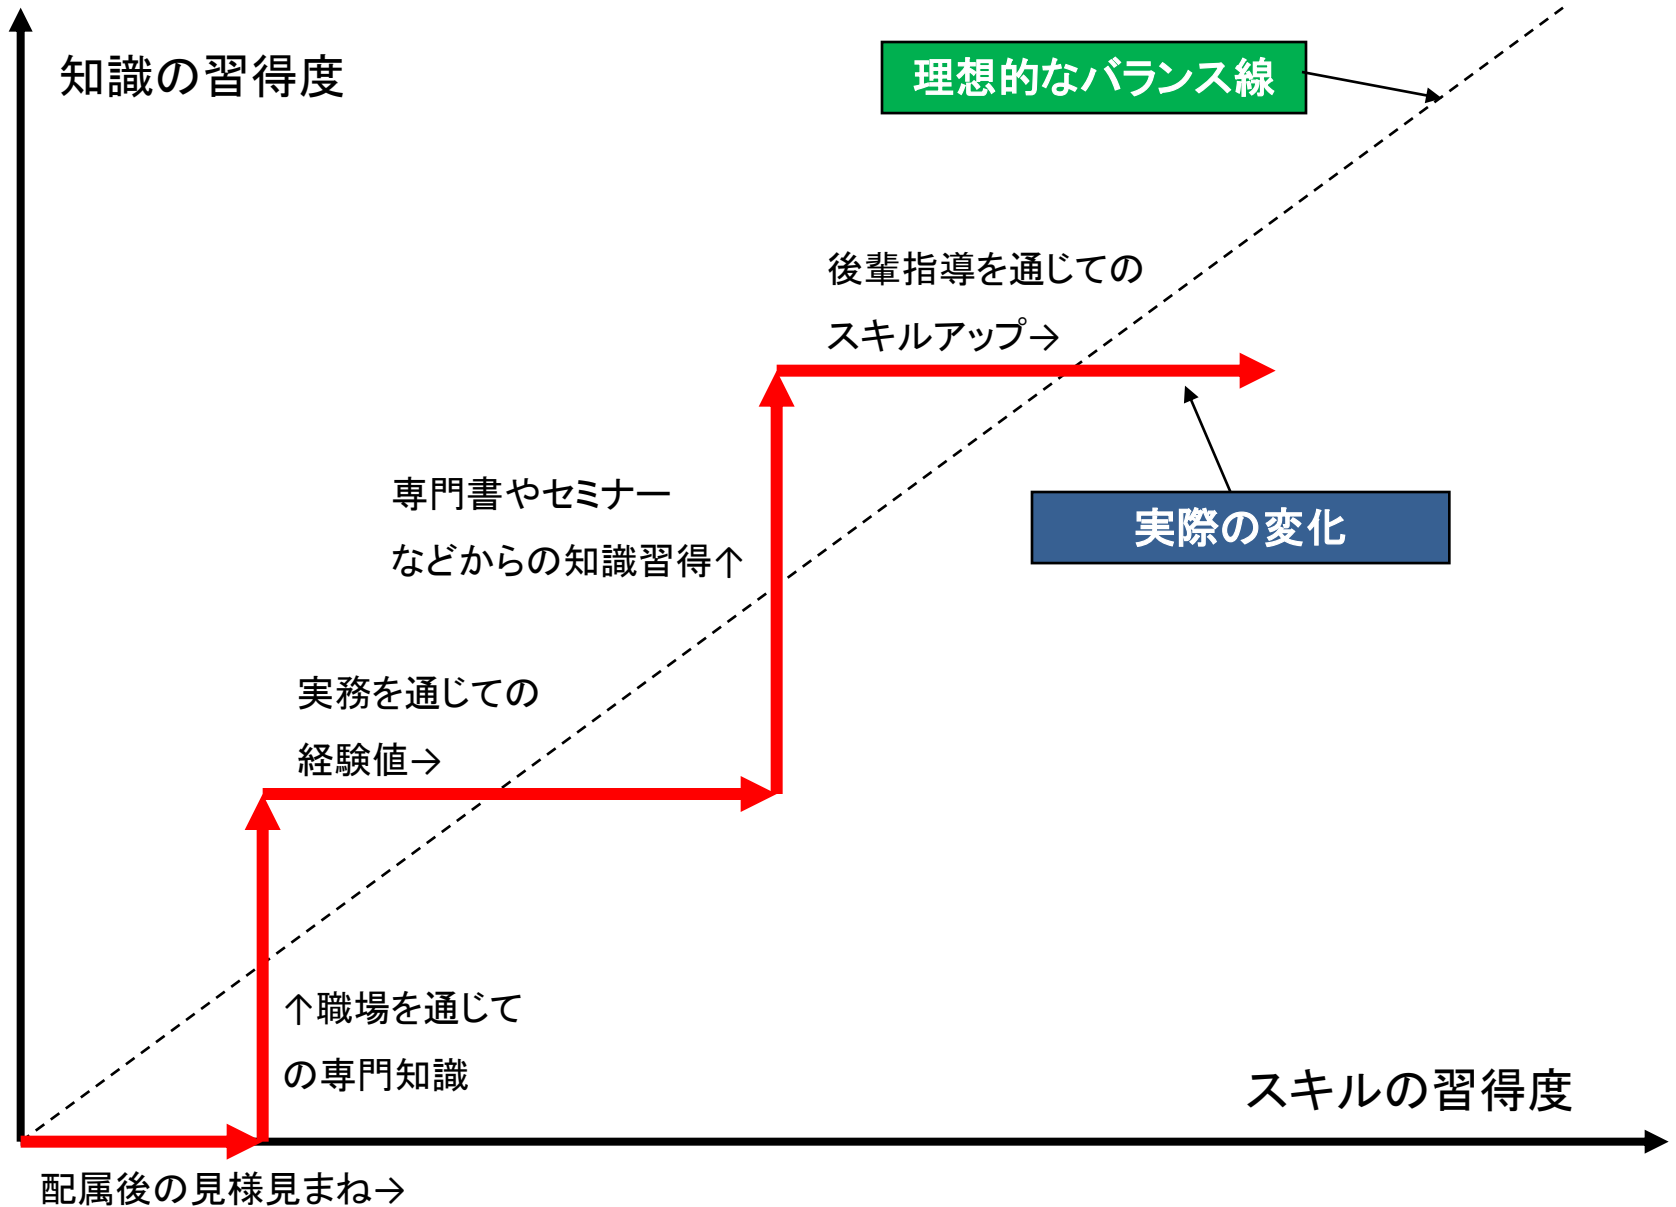 知識の習得度
理想的なバランス線
後輩指導を通じての
スキルアップ→
専門書やセミナー
などからの知識習得↑
実際の変化
実務を通じての
経験値→
↑職場を通じて
の専門知識
スキルの習得度
配属後の見様見まね→